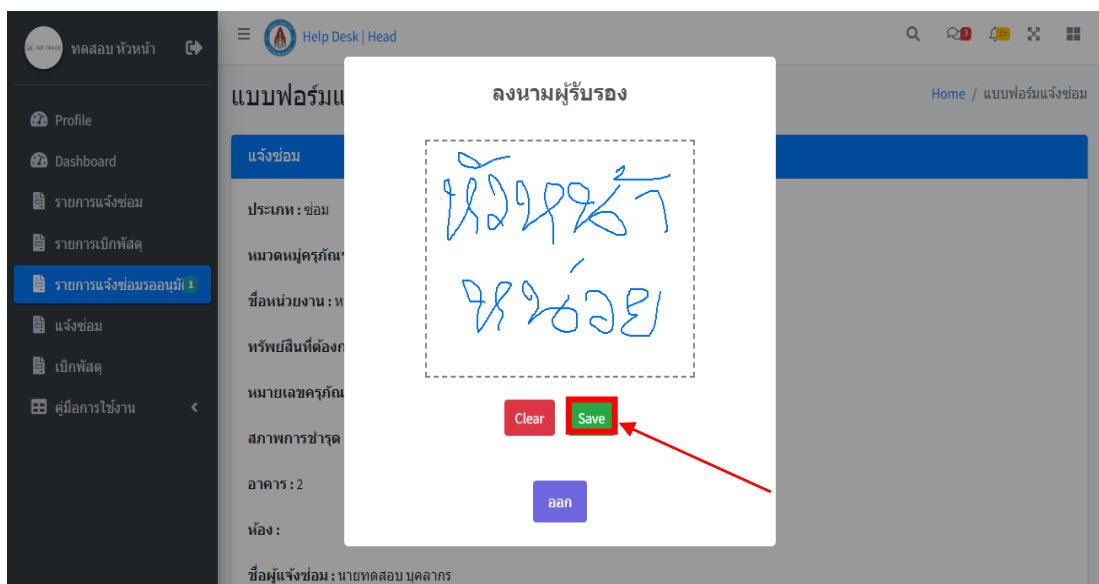 ทดสอบ หัวหน้า
Profile
Dashboard
รายการแจ้งซ่อม
รายการเบิกพัสดุ
รายการแจ้งซ่อมรออนุมัติ 1
แจ้งซ่อม
เบิกพัสดุ
คู่มือการใช้งาน
Help Desk | Head
3
15
แบบฟอร์มแ
Home / แบบฟอร์มแจ้งซ่อม
แจ้งซ่อม
ประเภท : ซ่อม
หมวดหมู่ครุภัณ
ชื่อหน่วยงาน : ห
ทรัพย์สินที่ต้องก
หมายเลขครุภัณ
สภาพการชำรุด
อาคาร : 2
ห้อง :
ชื่อผู้แจ้งซ่อม : นายทดสอบ บุคลากร
ลงนามผู้รับรอง
หัวหน้า
Clear
Save
ออก